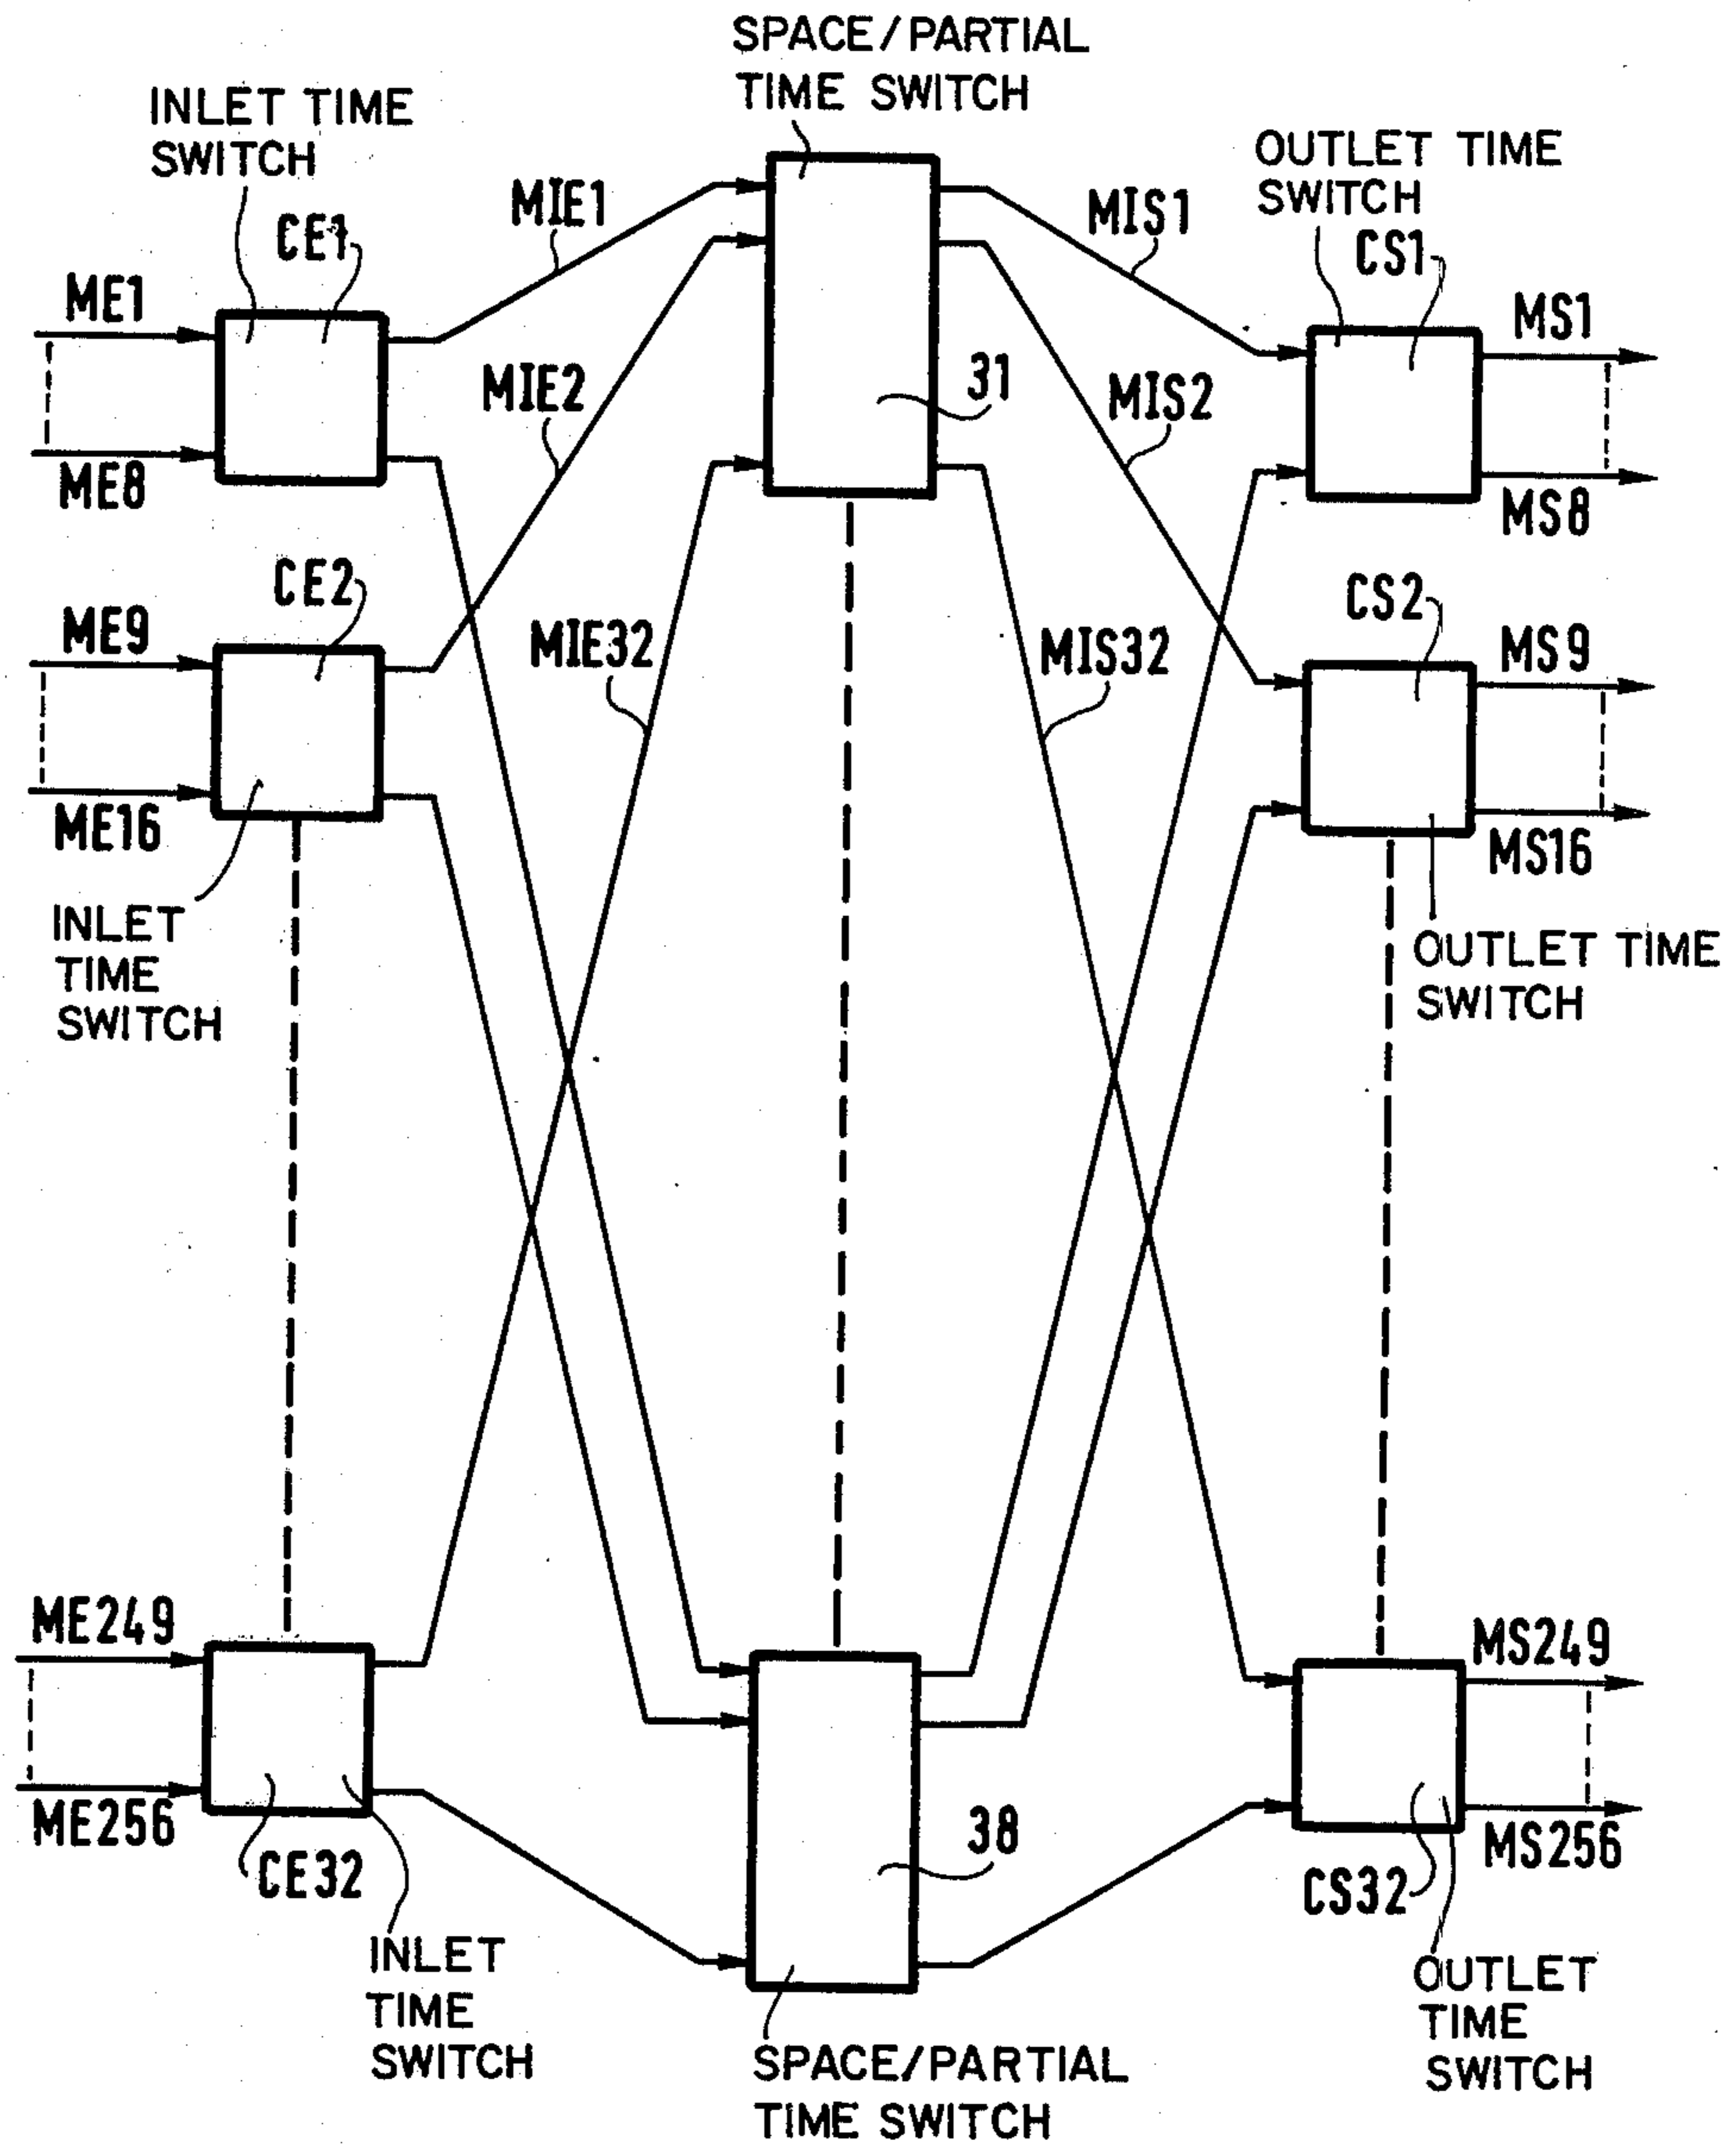 SPACE/PARTIAL
TIME SWITCH
INLET TIME
SWITCH
OUTLET TIME
SWITCH
CE1
MIE1
MIS1
CS1
ME1
MS1
MIE2
31
MIS2
ME8
MS8
CE2
CS2
ME9
MIE32
MIS32
MS9
ME16
MS16
INLET
TIME
SWITCH
OUTLET TIME
SWITCH
ME249
MS249
ME256
38
MS256
CE32
CS32
INLET
TIME
SWITCH
OUTLET
TIME
SWITCH
SPACE/PARTIAL
TIME SWITCH